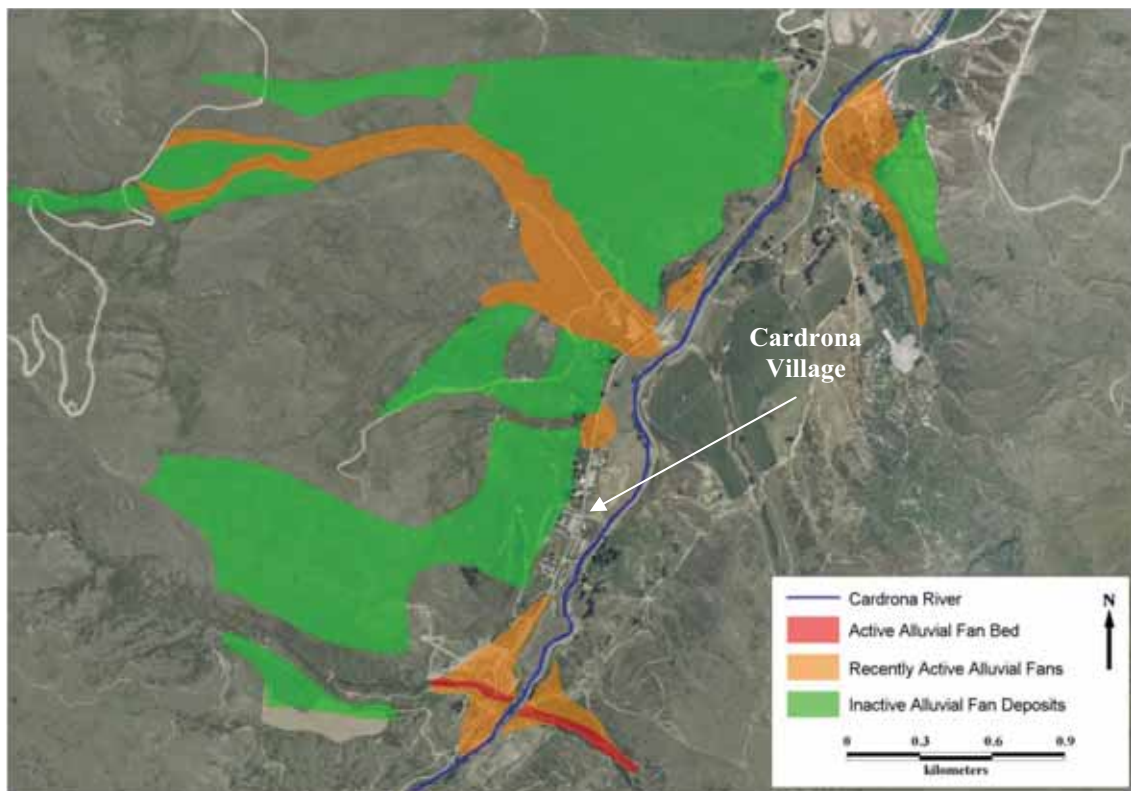 Cardrona
Village
Cardrona River
N
Active Alluvial Fan Bed
Recently Active Alluvial Fans
Inactive Alluvial Fan Deposits
0 0.3 0.6 0.9
kilometers